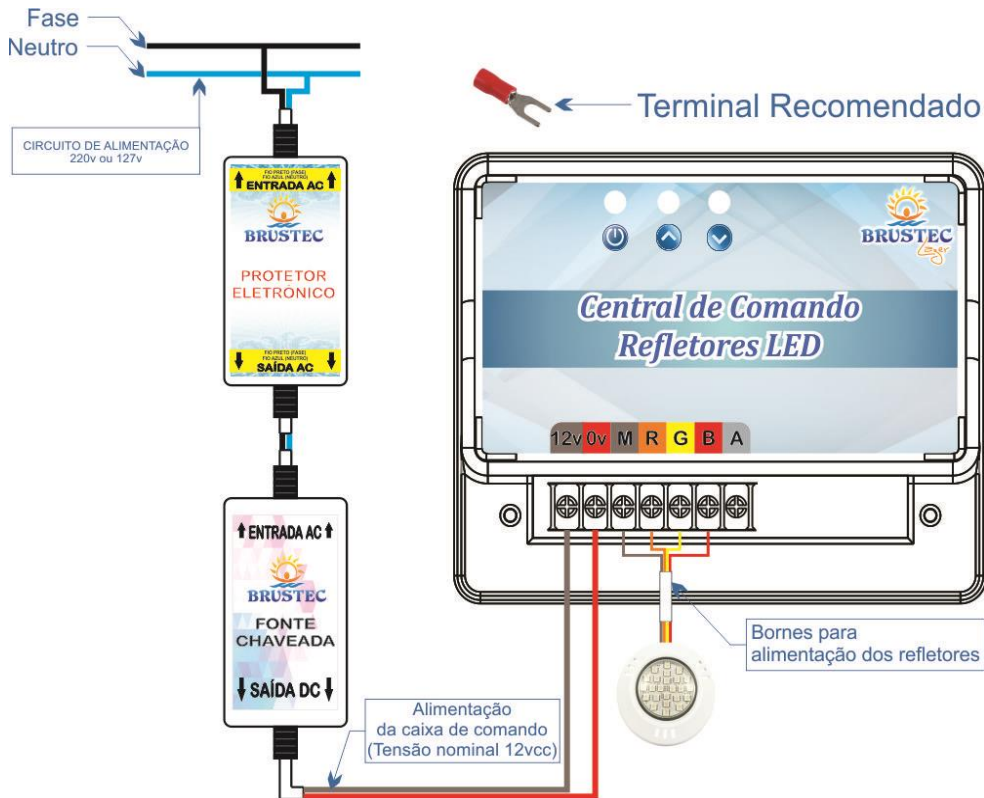 Fase
Neutro
CIRCUITO DE ALIMENTAÇÃO
220v ou 127v
FIO PRETO (FASE)
FIO AZUL (NEUTRO)
ENTRADA AC
BRUSTEC
PROTETOR
ELETRÔNICO
FIO PRETO (FASE)
FIO AZUL (NEUTRO)
SAÍDA AC
ENTRADA AC
BRUSTEC
FONTE
CHAVEADA
SAÍDA DC
Alimentação
da caixa de comando
(Tensão nominal 12vcc)
Terminal Recomendado
BRUSTEC
Lazer
Central de Comando
Refletores LED
12v 0v M R G B A
Bornes para
alimentação dos refletores